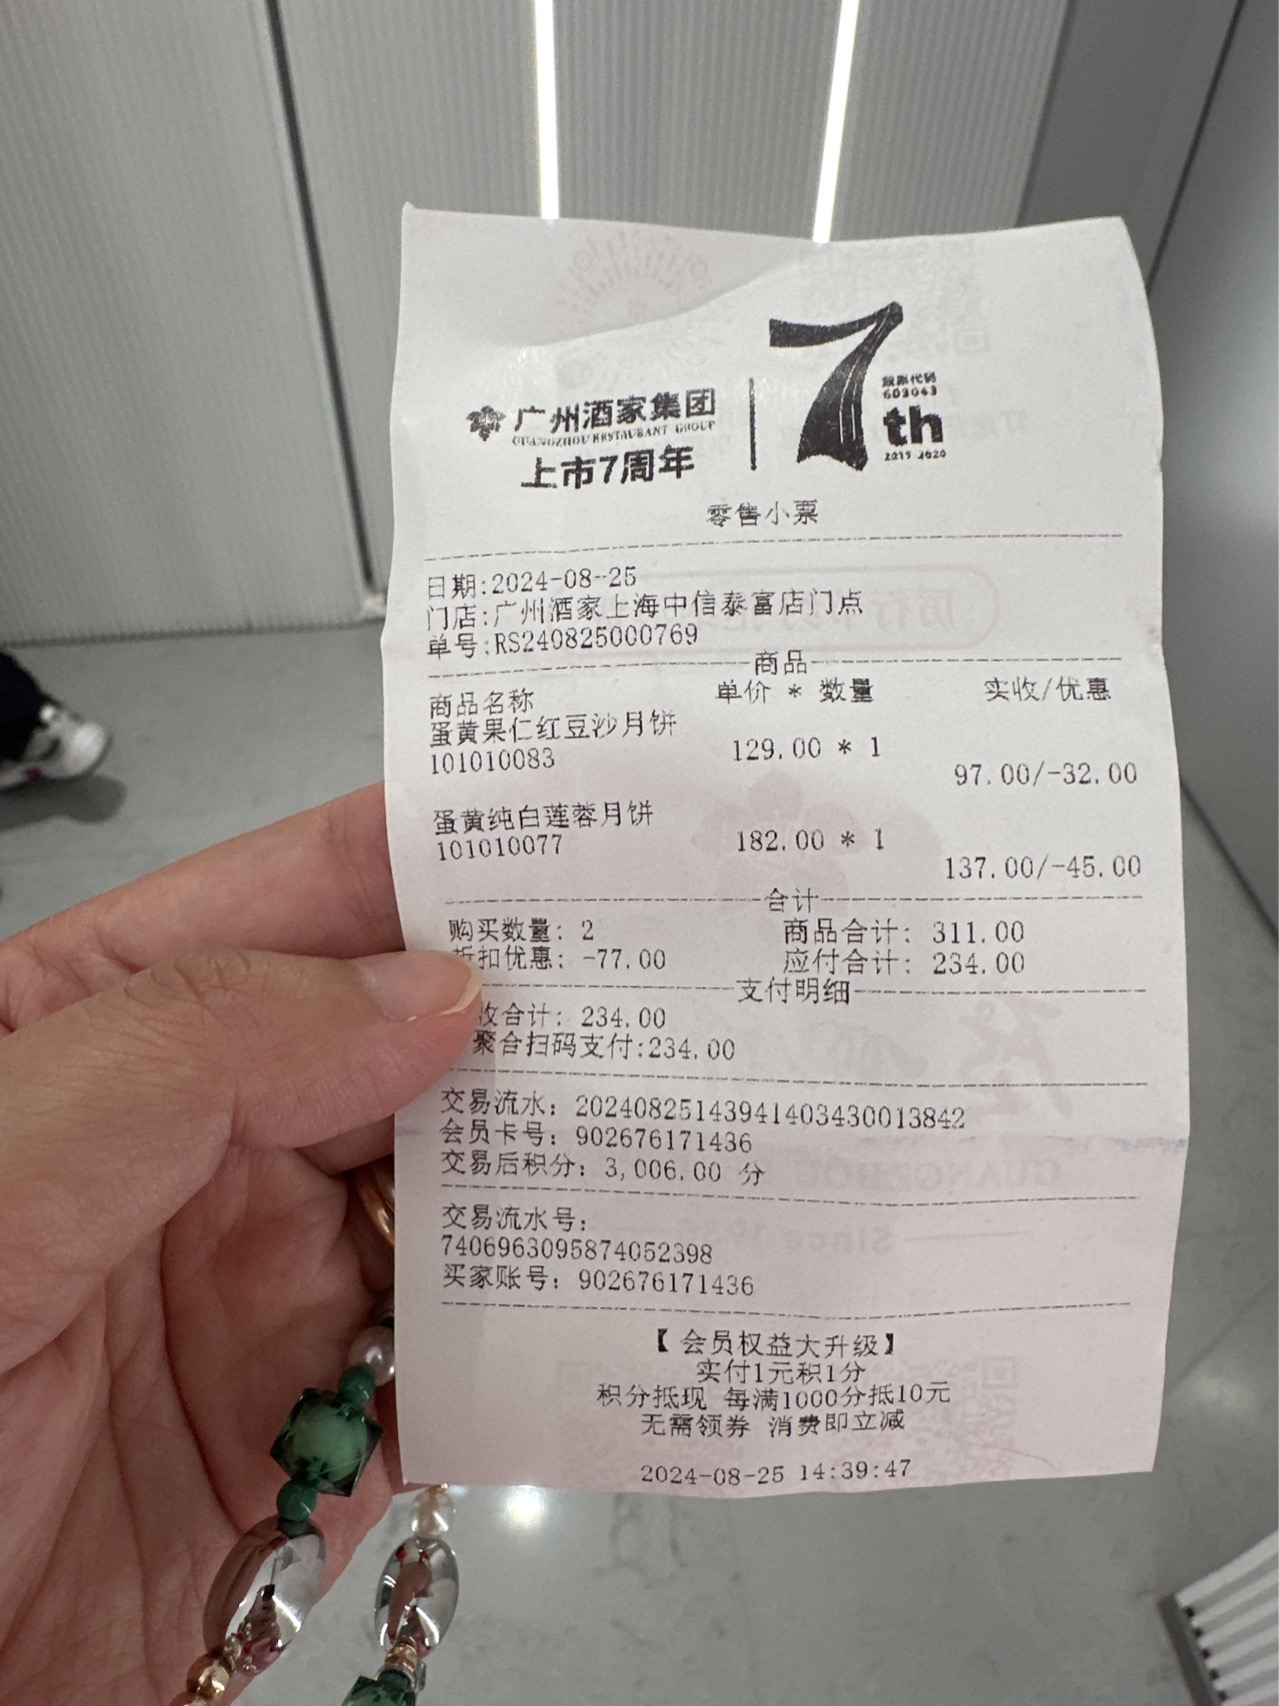 广州酒家集团
GUANGZHOU RESTAURANT GROUP
上市7周年
7th
股票代码
603043
零售小票
日期:2024-08-25
门店:广州酒家上海中信泰富店门点
单号:RS240825000769
商品
商品名称 单价 * 数量 实收/优惠
蛋黄果仁红豆沙月饼
101010083 129.00 * 1
97.00/-32.00
蛋黄纯白莲蓉月饼
101010077 182.00 * 1
137.00/-45.00
合计
购买数量: 2 商品合计: 311.00
折扣优惠: -77.00 应付合计: 234.00
支付明细
收合计: 234.00
聚合扫码支付:234.00
交易流水: 20240825143941403430013842
会员卡号: 902676171436
交易后积分: 3,006.00 分
交易流水号:
7406963095874052398
买家账号: 902676171436
【 会员权益大升级】
实付1元积1分
积分抵现 每满1000分抵10元
无需领券 消费即立减
2024-08-25 14:39:47